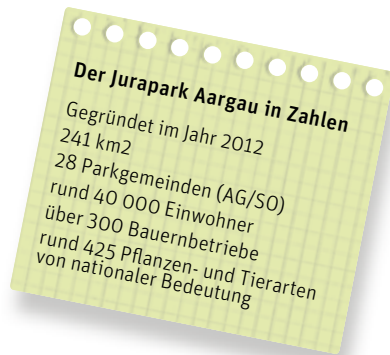 Der Jurapark Aargau in Zahlen
Gegründet im Jahr 2012
241 km2
28 Parkgemeinden (AG/SO)
rund 40 000 Einwohner
über 300 Bauernbetriebe
rund 425 Pflanzen- und Tierarten
von nationaler Bedeutung